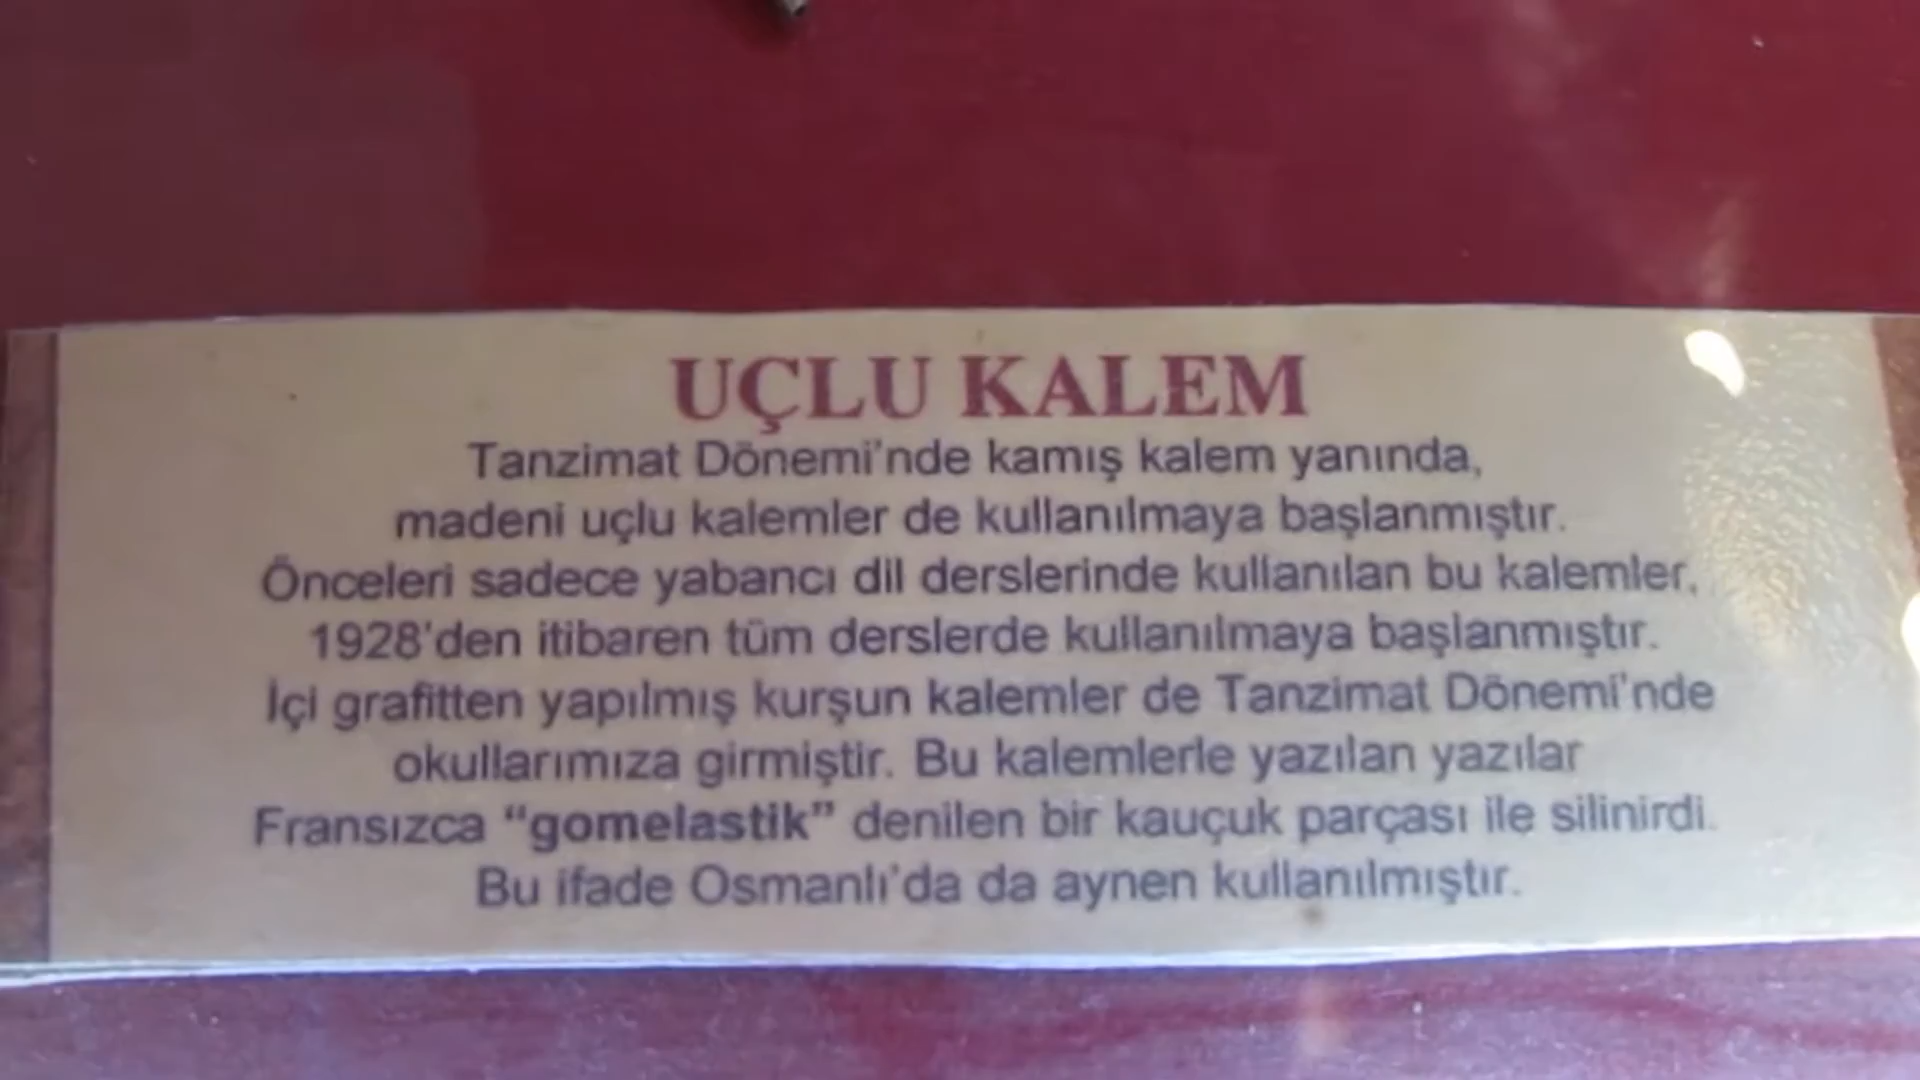 UÇLU KALEM
Tanzimat Dönemi'nde kamış kalem yanında,
madeni uçlu kalemler de kullanılmaya başlanmıştır.
Önceleri sadece yabancı dil derslerinde kullanılan bu kalemler,
1928'den itibaren tüm derslerde kullanılmaya başlanmıştır.
İçi grafitten yapılmış kurşun kalemler de Tanzimat Dönemi'nde
okullarımıza girmiştir. Bu kalemlerle yazılan yazılar
Fransızca “gomelastik” denilen bir kauçuk parçası ile silinirdi.
Bu ifade Osmanlı'da da aynen kullanılmıştır.